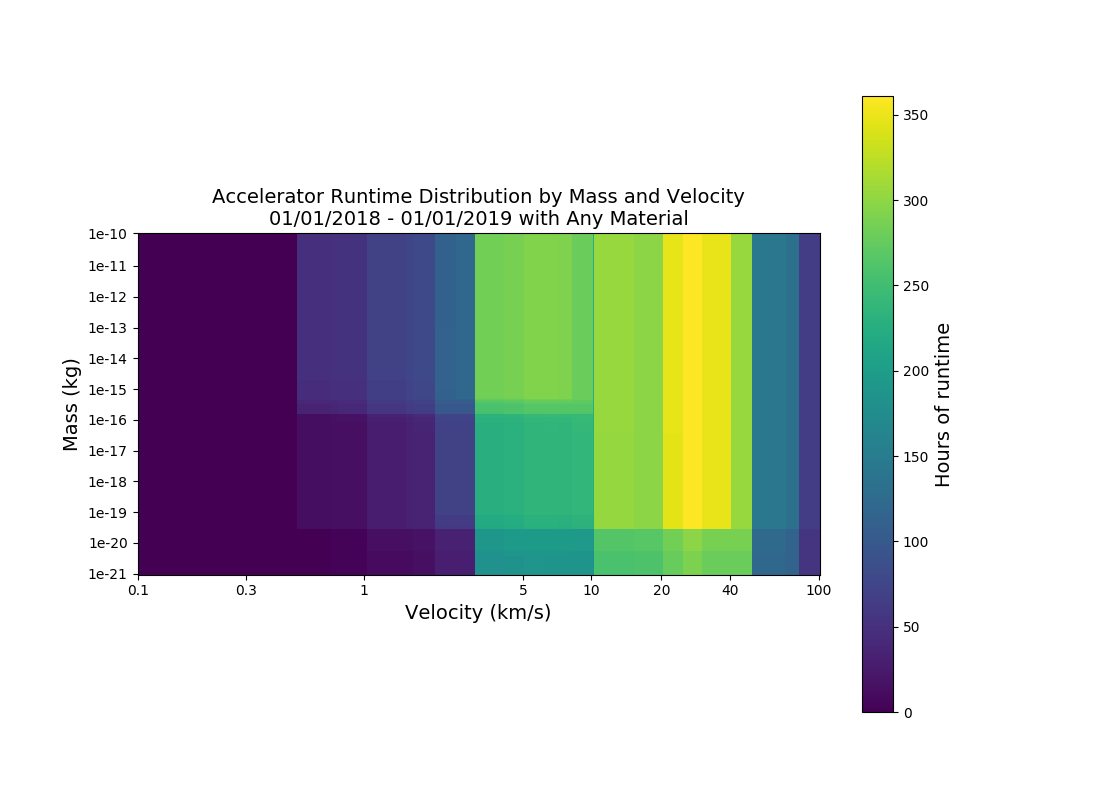 Accelerator Runtime Distribution by Mass and Velocity
01/01/2018 - 01/01/2019 with Any Material
1e-10
1e-11
1e-12
1e-13
1e-14
1e-15
1e-16
1e-17
1e-18
1e-19
1e-20
1e-21
Mass (kg)
0.1
0.3
1
5
10
20
40
100
Velocity (km/s)
350
300
250
200
150
100
50
0
Hours of runtime